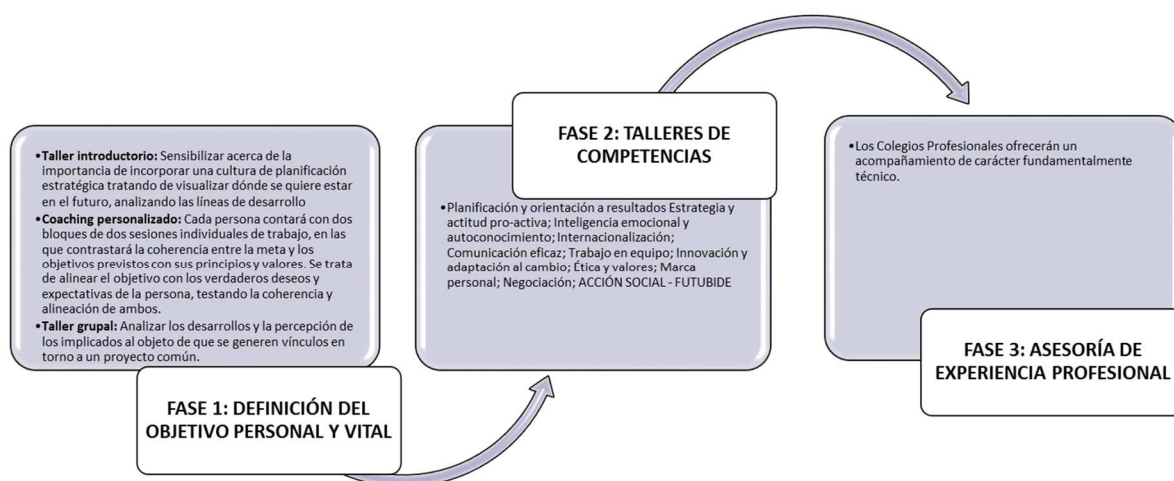 •Taller introductorio: Sensibilizar acerca de la
importancia de incorporar una cultura de planificación
estratégica tratando de visualizar dónde se quiere estar
en el futuro, analizando las líneas de desarrollo
•Coaching personalizado: Cada persona contará con dos
bloques de dos sesiones individuales de trabajo, en las
que contrastará la coherencia entre la meta y los
objetivos previstos con sus principios y valores. Se trata
de alinear el objetivo con los verdaderos deseos y
expectativas de la persona, testando la coherencia y
alineación de ambos.
•Taller grupal: Analizar los desarrollos y la percepción de
los implicados al objeto de que se generen vínculos en
torno a un proyecto común.
FASE 1: DEFINICIÓN DEL
OBJETIVO PERSONAL Y VITAL
FASE 2: TALLERES DE
COMPETENCIAS
•Planificación y orientación a resultados Estrategia y
actitud pro-activa; Inteligencia emocional y
autoconocimiento; Internacionalización;
Comunicación eficaz; Trabajo en equipo; Innovación y
adaptación al cambio; Ética y valores; Marca
personal; Negociación; ACCIÓN SOCIAL - FUTUBIDE
•Los Colegios Profesionales ofrecerán un
acompañamiento de carácter fundamentalmente
técnico.
FASE 3: ASESORÍA DE
EXPERIENCIA PROFESIONAL